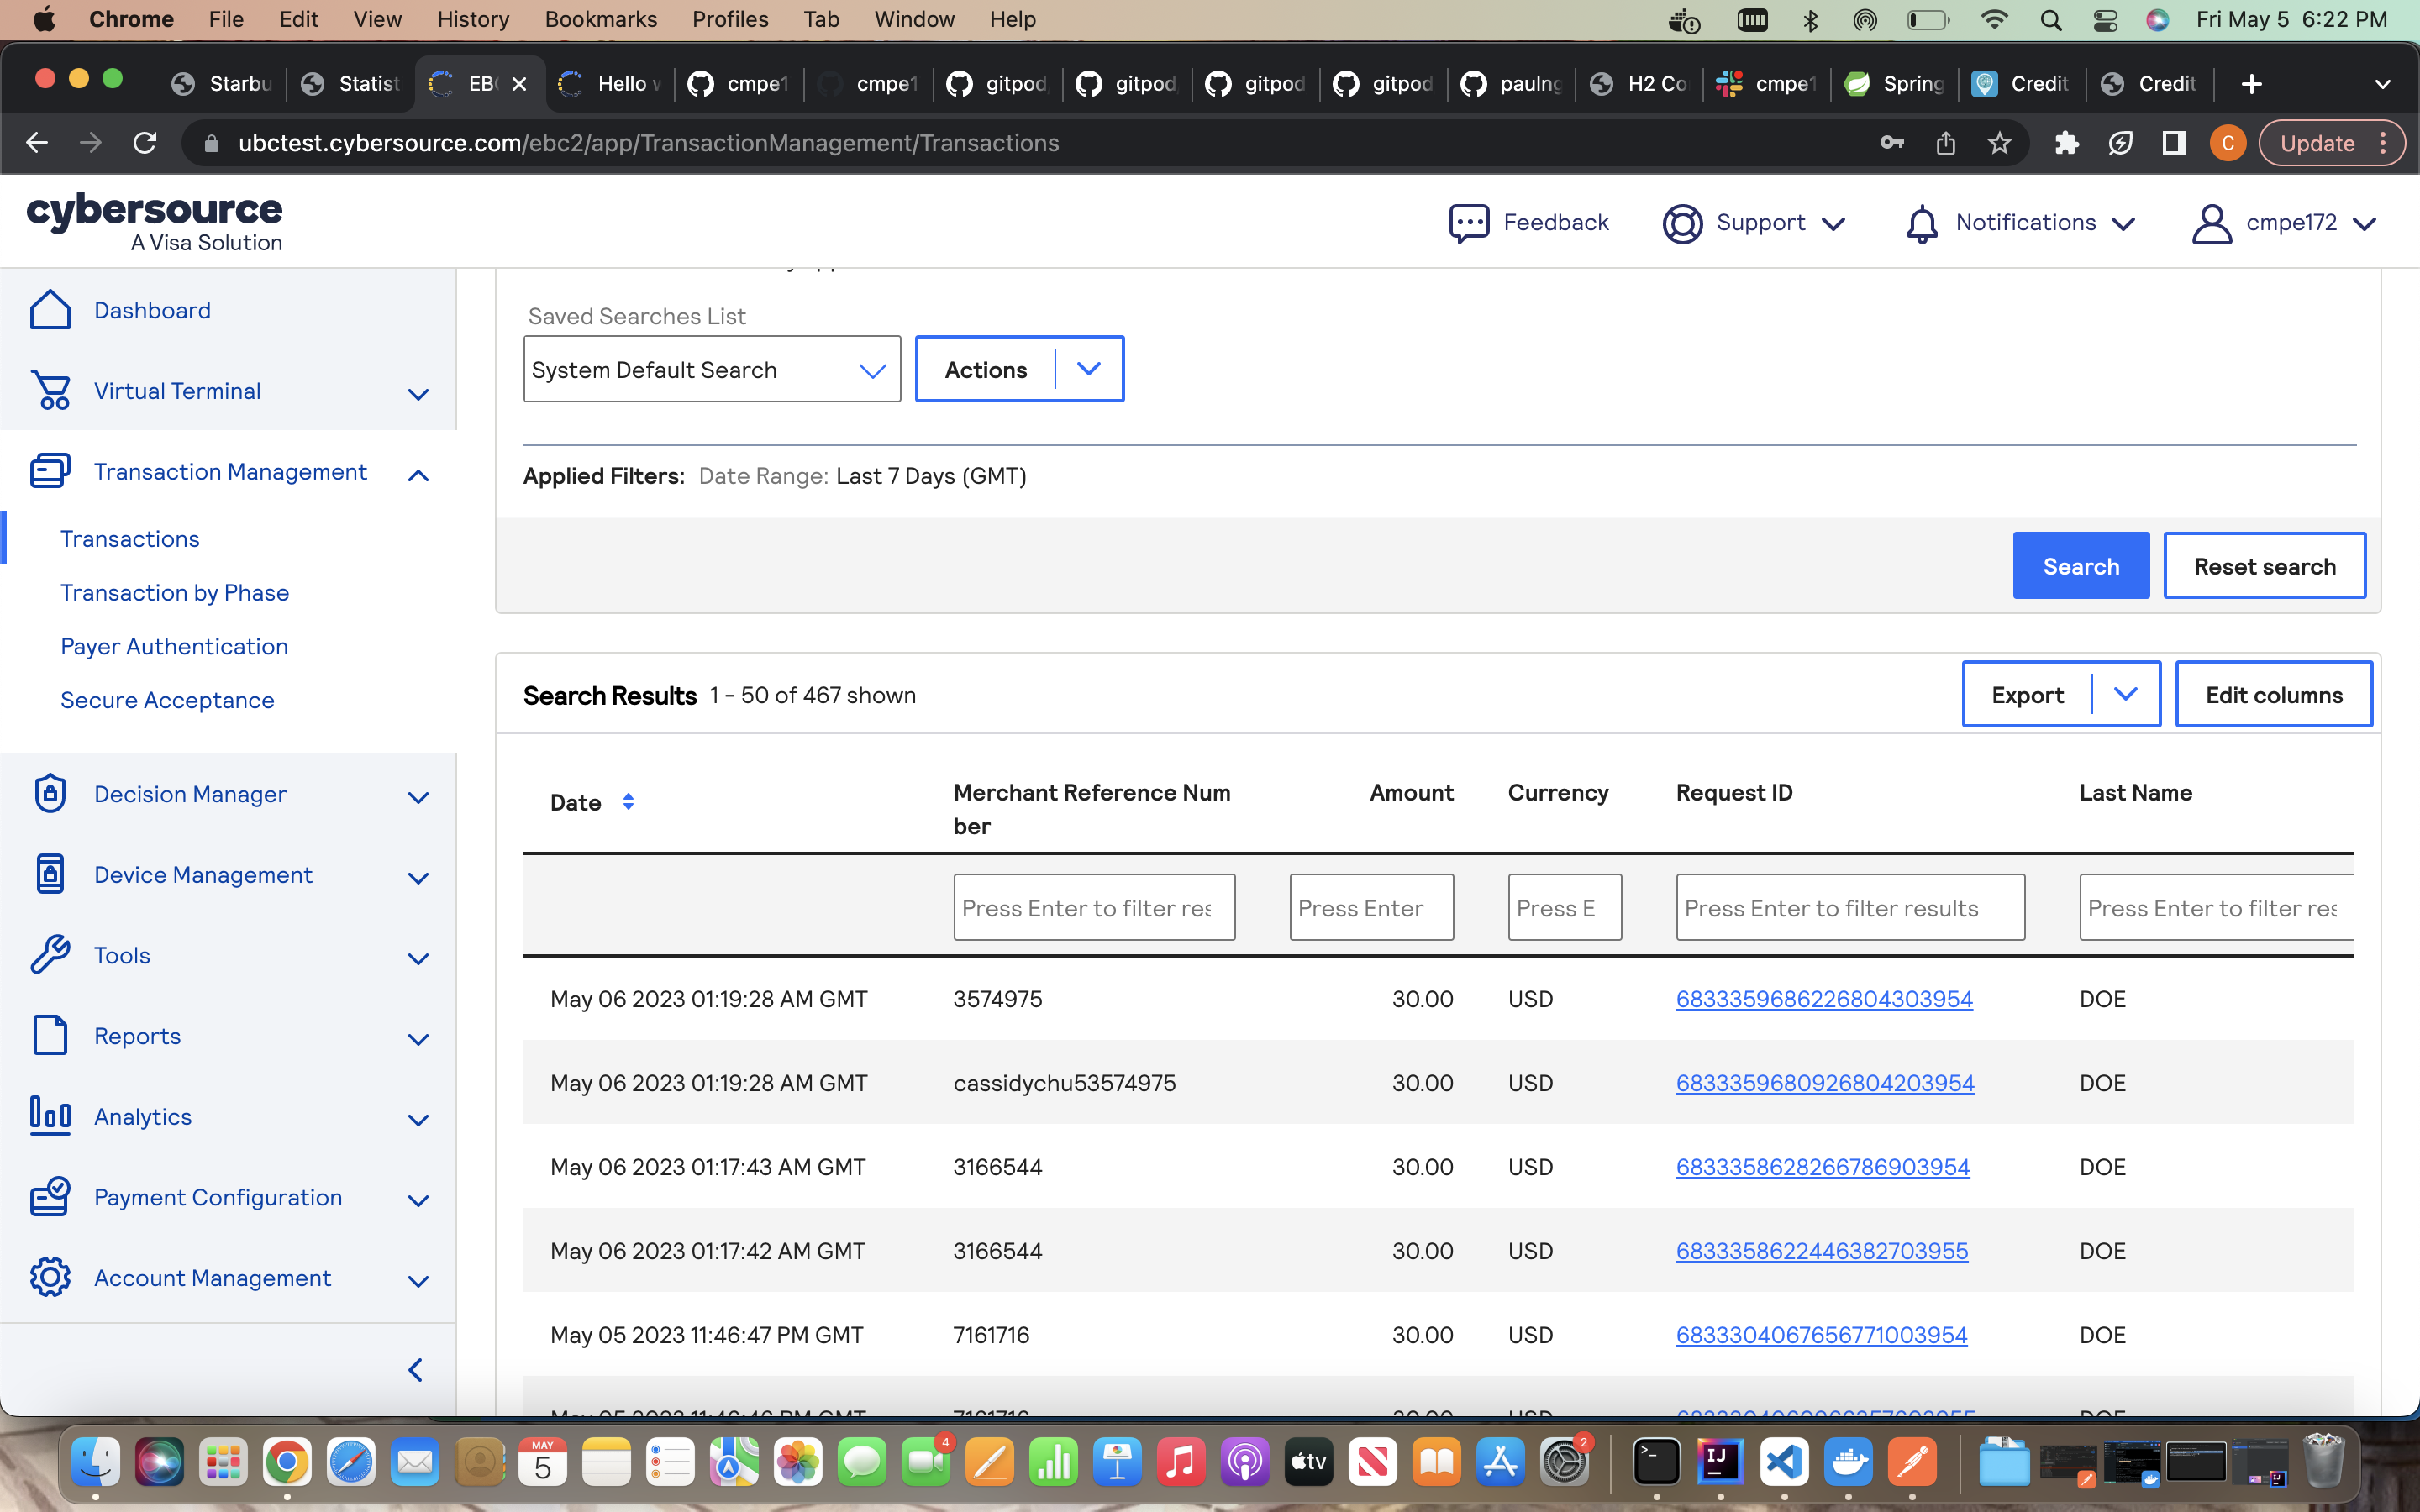 Chrome File Edit View History Bookmarks Profiles Tab Window Help Fri May 5 6:22 PM
Starbu Statist EB Hello cmpe1 cmpe1 gitpod gitpod gitpod gitpod paulng H2 Co cmpe1 Spring Credit Credit
ubctest.cybersource.com/ebc2/app/TransactionManagement/Transactions C Update
cybersource
A Visa Solution
Feedback Support Notifications cmpe172
Dashboard
Virtual Terminal
Transaction Management
Transactions
Transaction by Phase
Payer Authentication
Secure Acceptance
Decision Manager
Device Management
Tools
Reports
Analytics
Payment Configuration
Account Management
Saved Searches List
System Default Search Actions
Applied Filters: Date Range: Last 7 Days (GMT)
Search Reset search
Search Results 1 - 50 of 467 shown Export Edit columns
Date Merchant Reference Num Amount Currency Request ID Last Name
ber
Press Enter to filter res Press Enter Press E Press Enter to filter results Press Enter to filter res
May 06 2023 01:19:28 AM GMT 3574975 30.00 USD 6833359686226804303954 DOE
May 06 2023 01:19:28 AM GMT cassidychu53574975 30.00 USD 6833359680926804203954 DOE
May 06 2023 01:17:43 AM GMT 3166544 30.00 USD 6833358628266786903954 DOE
May 06 2023 01:17:42 AM GMT 3166544 30.00 USD 6833358622446382703955 DOE
May 05 2023 11:46:47 PM GMT 7161716 30.00 USD 6833304067656771003954 DOE
MAY
5
4
tv
2
IJ